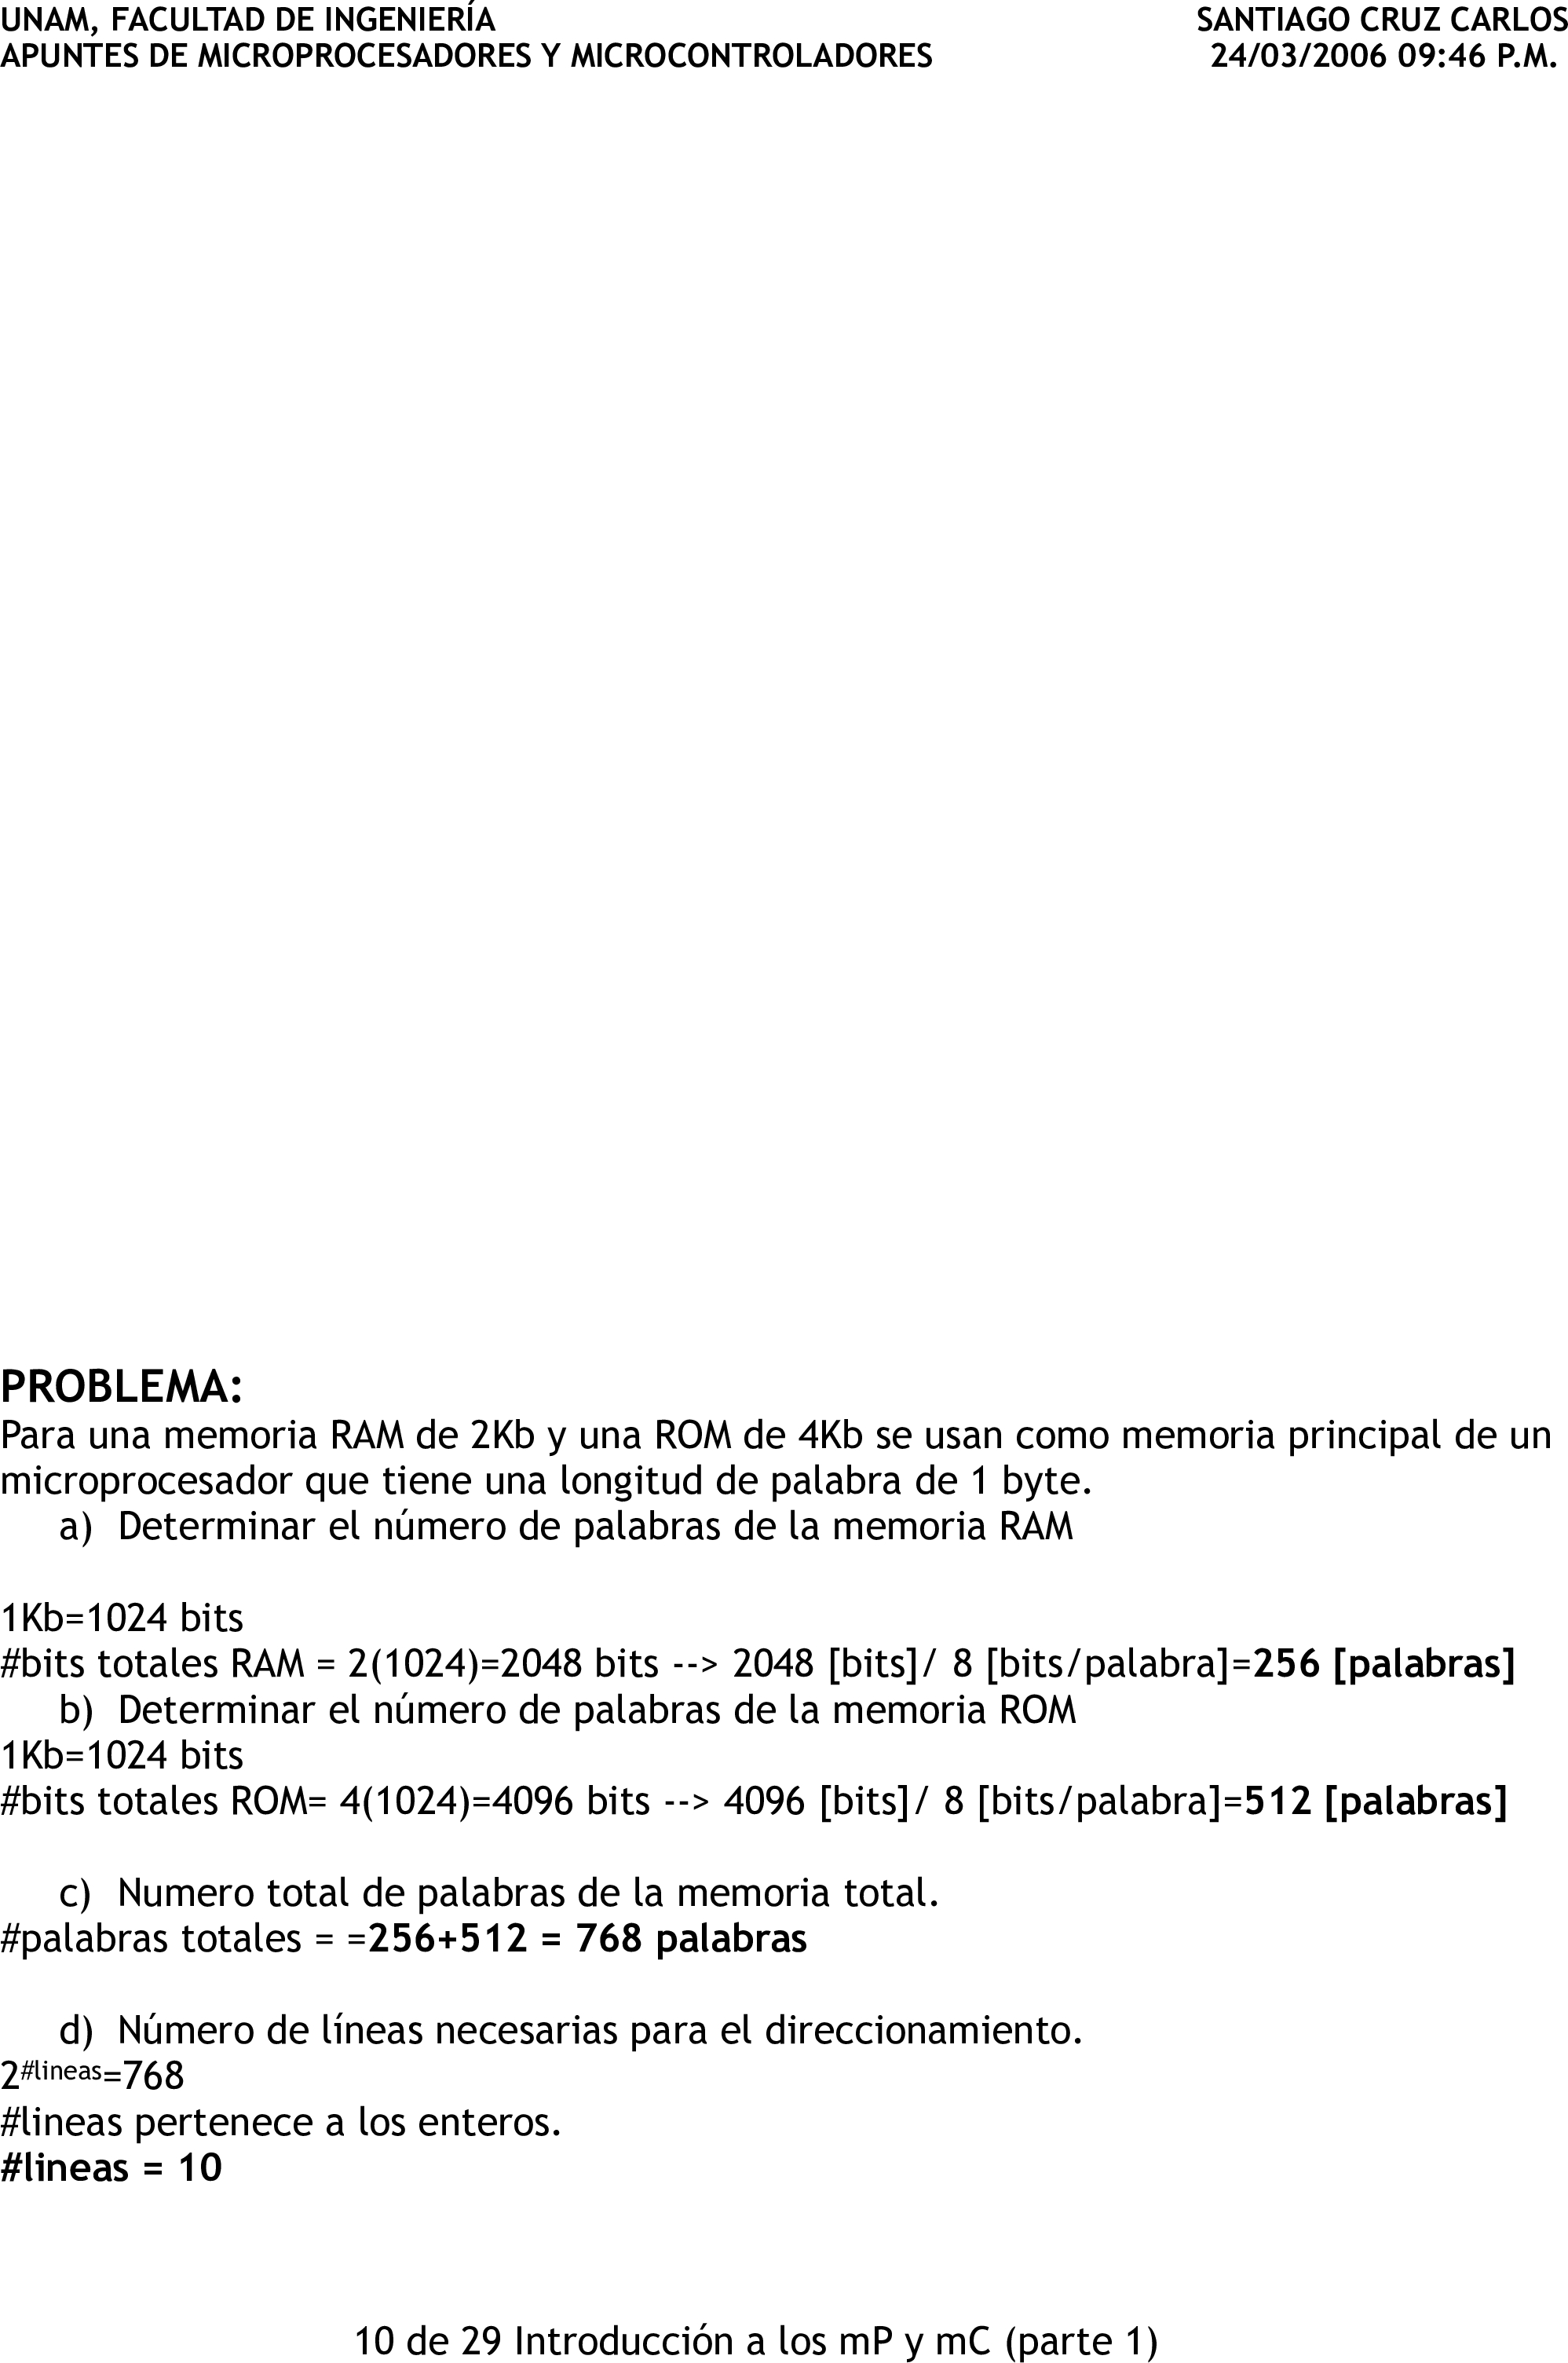 UNAM, FACULTAD DE INGENIERÍA SANTIAGO CRUZ CARLOS
APUNTES DE MICROPROCESADORES Y MICROCONTROLADORES 24/03/2006 09:46 P.M.
PROBLEMA:
Para una memoria RAM de 2Kb y una ROM de 4Kb se usan como memoria principal de un
microprocesador que tiene una longitud de palabra de 1 byte.
a) Determinar el número de palabras de la memoria RAM
1Kb=1024 bits
#bits totales RAM = 2(1024)=2048 bits --> 2048 [bits]/ 8 [bits/palabra]=256 [palabras]
b) Determinar el número de palabras de la memoria ROM
1Kb=1024 bits
#bits totales ROM= 4(1024)=4096 bits --> 4096 [bits]/ 8 [bits/palabra]=512 [palabras]
c) Numero total de palabras de la memoria total.
#palabras totales = =256+512 = 768 palabras
d) Número de líneas necesarias para el direccionamiento.
2#lineas=768
#lineas pertenece a los enteros.
#lineas = 10
10 de 29 Introducción a los mP y mC (parte 1)